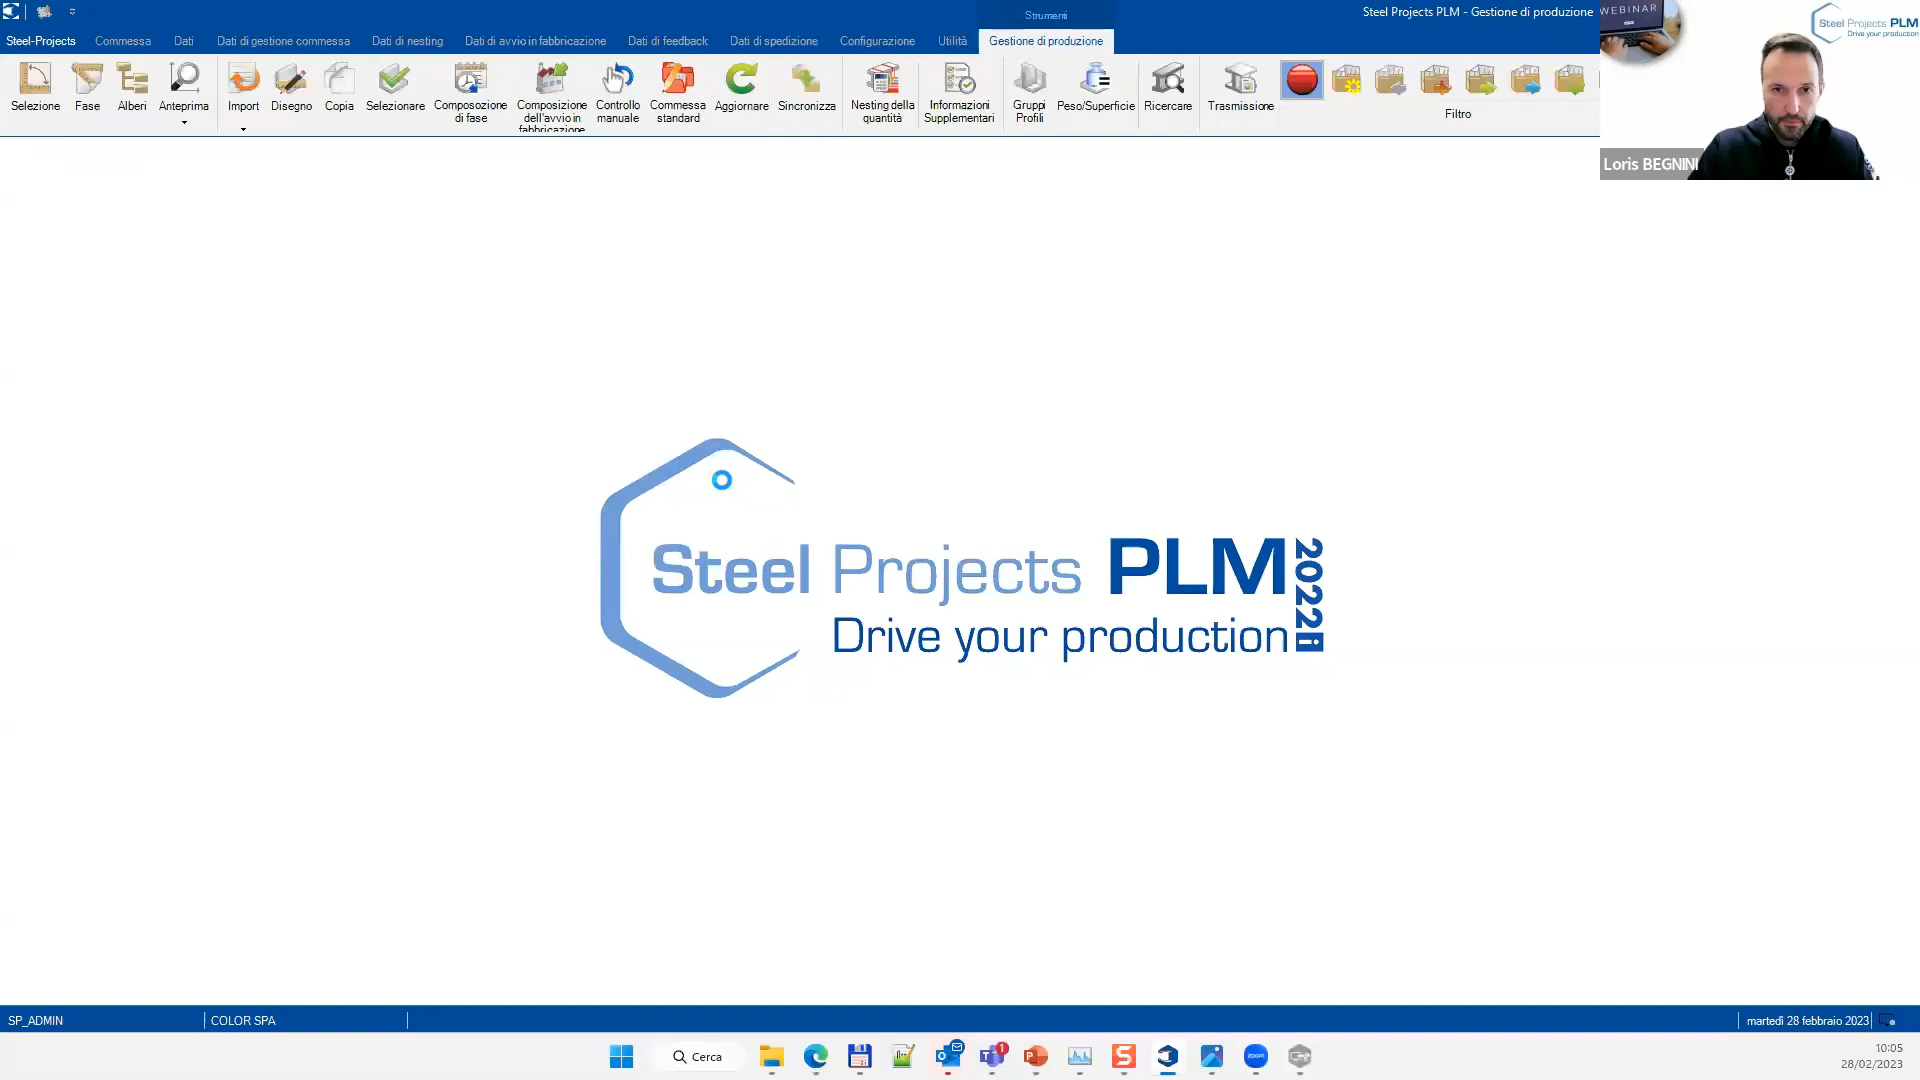 Strumenti
Steel Projects PLM - Gestione di produzione
WEBINAR
Steel Projects PLM
Drive your production
Steel-Projects Commessa Dati Dati di gestione commessa Dati di nesting Dati di avvio in fabbricazione Dati di feedback Dati di spedizione Configurazione Utilità Gestione di produzione
Selezione Fase Alberi Anteprima Import Disegno Copia Selezionare Composizione di fase Composizione dell'avvio in fabbricazione Controllo manuale Commessa standard Aggiornare Sincronizza Nesting della quantità Informazioni Supplementari Gruppi Profili Peso/Superficie Ricercare Trasmissione Filtro
Loris BEGNINI
Steel Projects PLM 2022i
Drive your production
SP_ADMIN COLOR SPA martedì 28 febbraio 2023
Cerca
1
10:05
28/02/2023